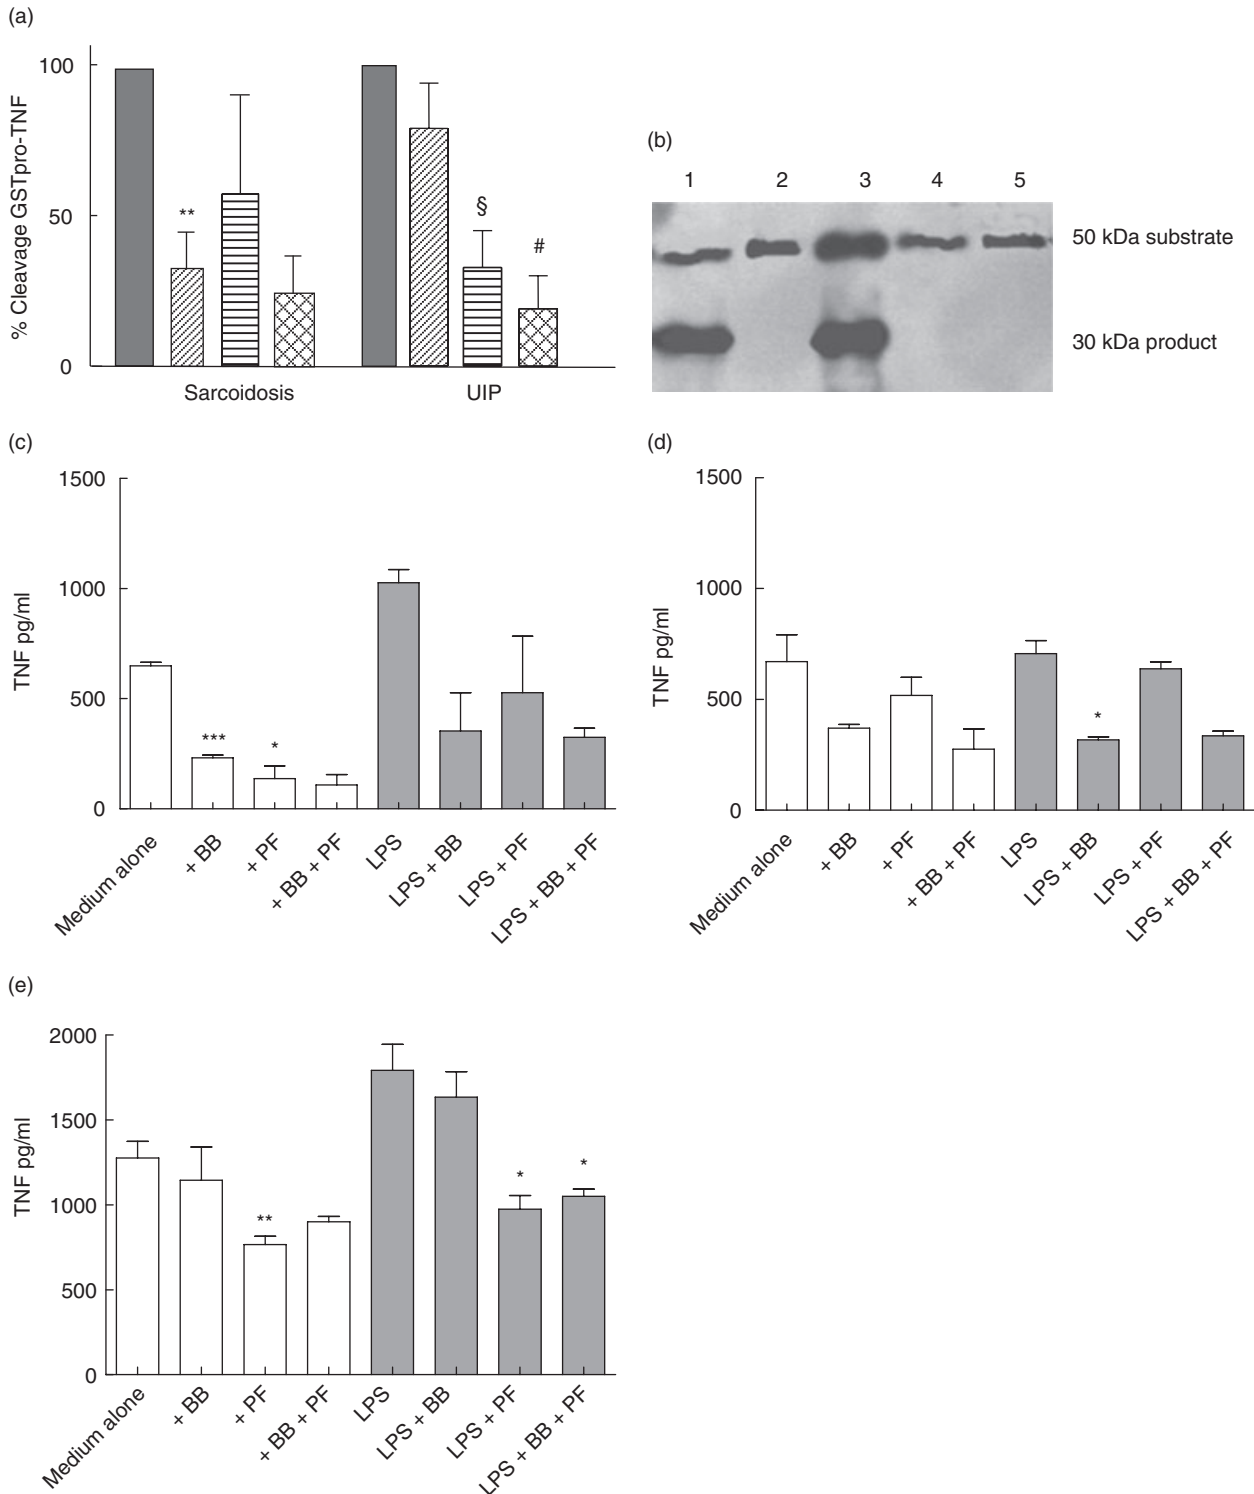 (a)
% Cleavage GSTpro-TNF
100
50
0
**
§
#
Sarcoidosis
UIP
(b)
1 2 3 4 5
50 kDa substrate
30 kDa product
(c)
TNF pg/ml
1500
1000
500
0
***
*
Medium alone
+ BB
+ PF
+ BB + PF
LPS
LPS + BB
LPS + PF
LPS + BB + PF
(d)
TNF pg/ml
1500
1000
500
0
*
Medium alone
+ BB
+ PF
+ BB + PF
LPS
LPS + BB
LPS + PF
LPS + BB + PF
(e)
TNF pg/ml
2000
1500
1000
500
0
**
*
*
Medium alone
+ BB
+ PF
+ BB + PF
LPS
LPS + BB
LPS + PF
LPS + BB + PF